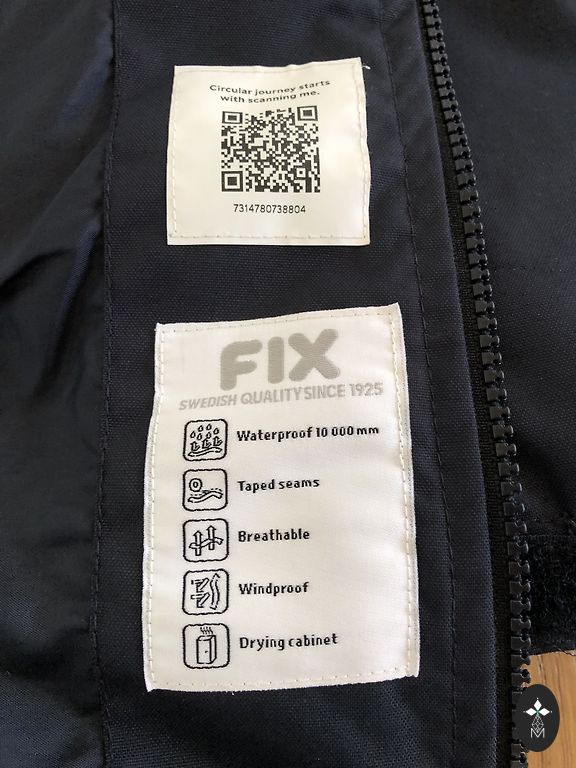 Circular journey starts
with scanning me.
7314780738804
FIX
SWEDISH QUALITY SINCE 1925
Waterproof 10 000 mm
Taped seams
Breathable
Windproof
Drying cabinet
M